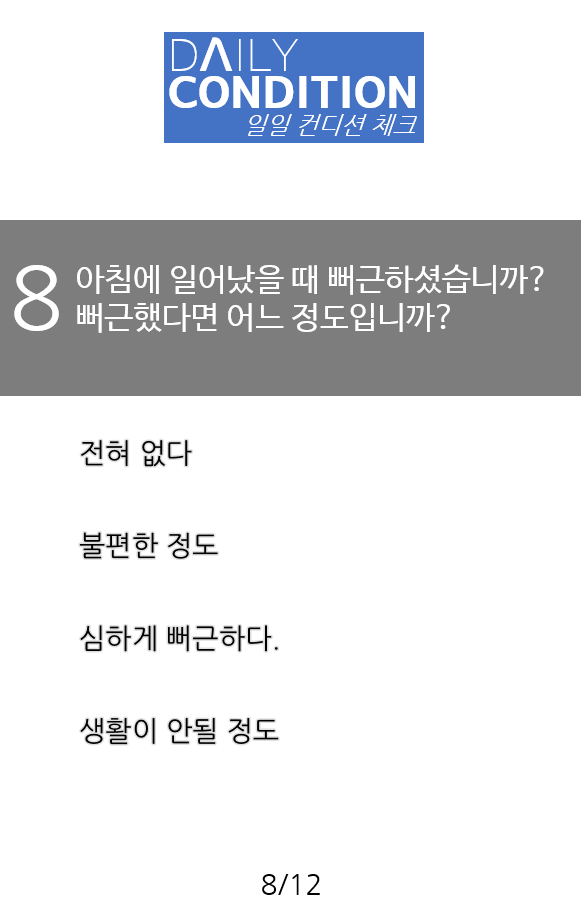 DAILY
CONDITION
일일 컨디션 체크
8 아침에 일어났을 때 뻐근하셨습니까?
뻐근했다면 어느 정도입니까?
전혀 없다
불편한 정도
심하게 뻐근하다.
생활이 안될 정도
8/12